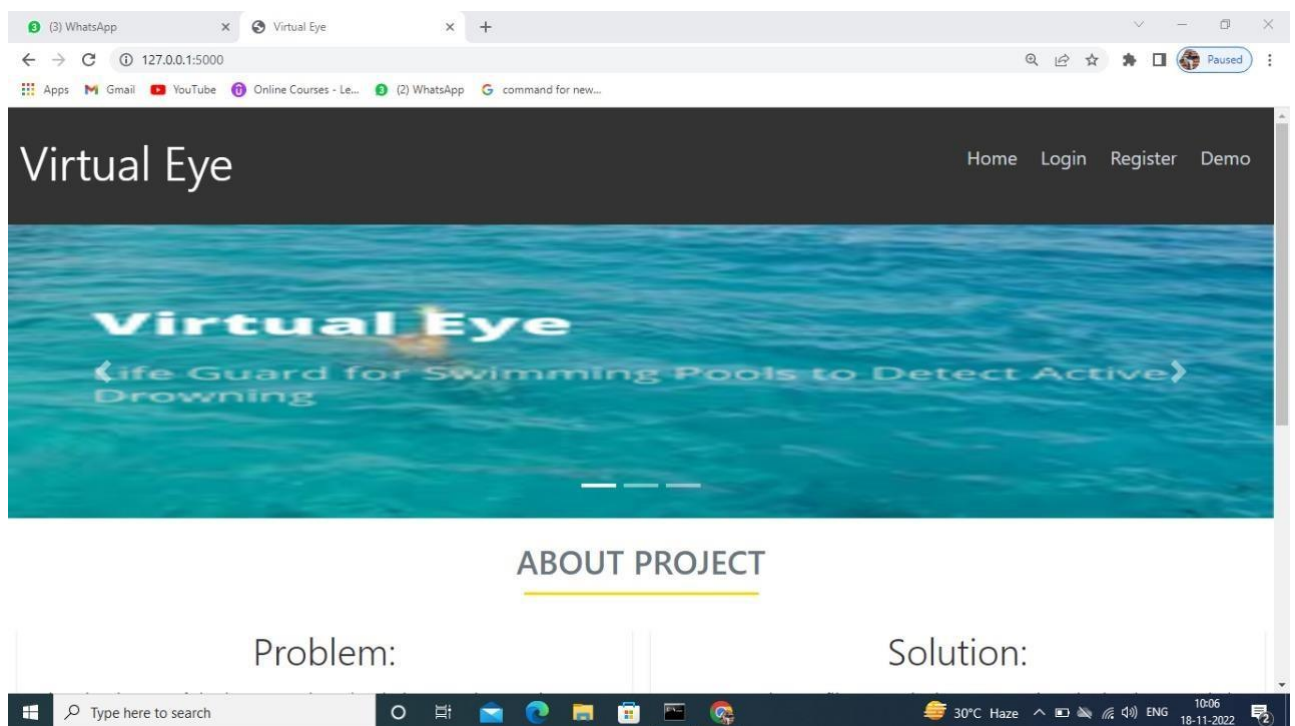 (3) WhatsApp
Virtual Eye
127.0.0.1:5000
Paused
Apps Gmail YouTube Online Courses - Le... (2) WhatsApp command for new...
Virtual Eye
Home Login Register Demo
Virtual Eye
Life Guard for Swimming Pools to Detect Active
Drowning
ABOUT PROJECT
Problem:
Solution:
Type here to search
30°C Haze
ENG
10:06
18-11-2022